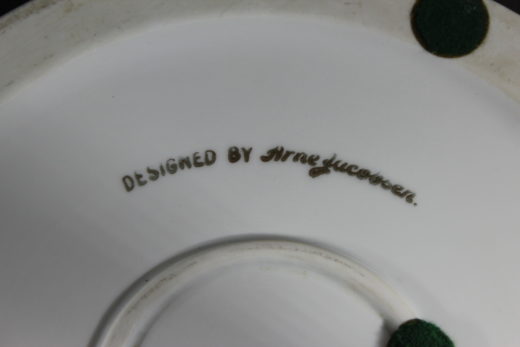 DESIGNED BY Arne Jacobsen.